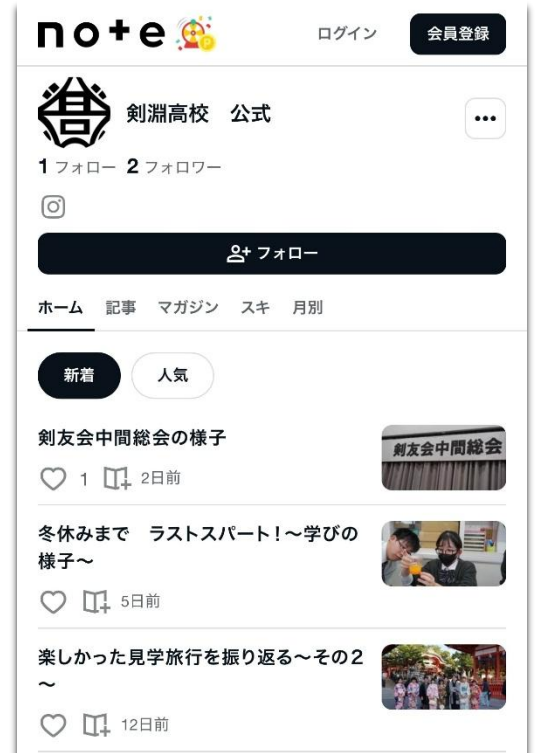 note
ログイン
会員登録
剣淵高校 公式
1 フォロー 2 フォロワー
フォロー
ホーム 記事 マガジン スキ 月別
新着 人気
剣友会中間総会の様子
剣友会中間総会
1 2日前
冬休みまで ラストスパート!~学びの
様子~
5日前
楽しかった見学旅行を振り返る~その2
~
12日前